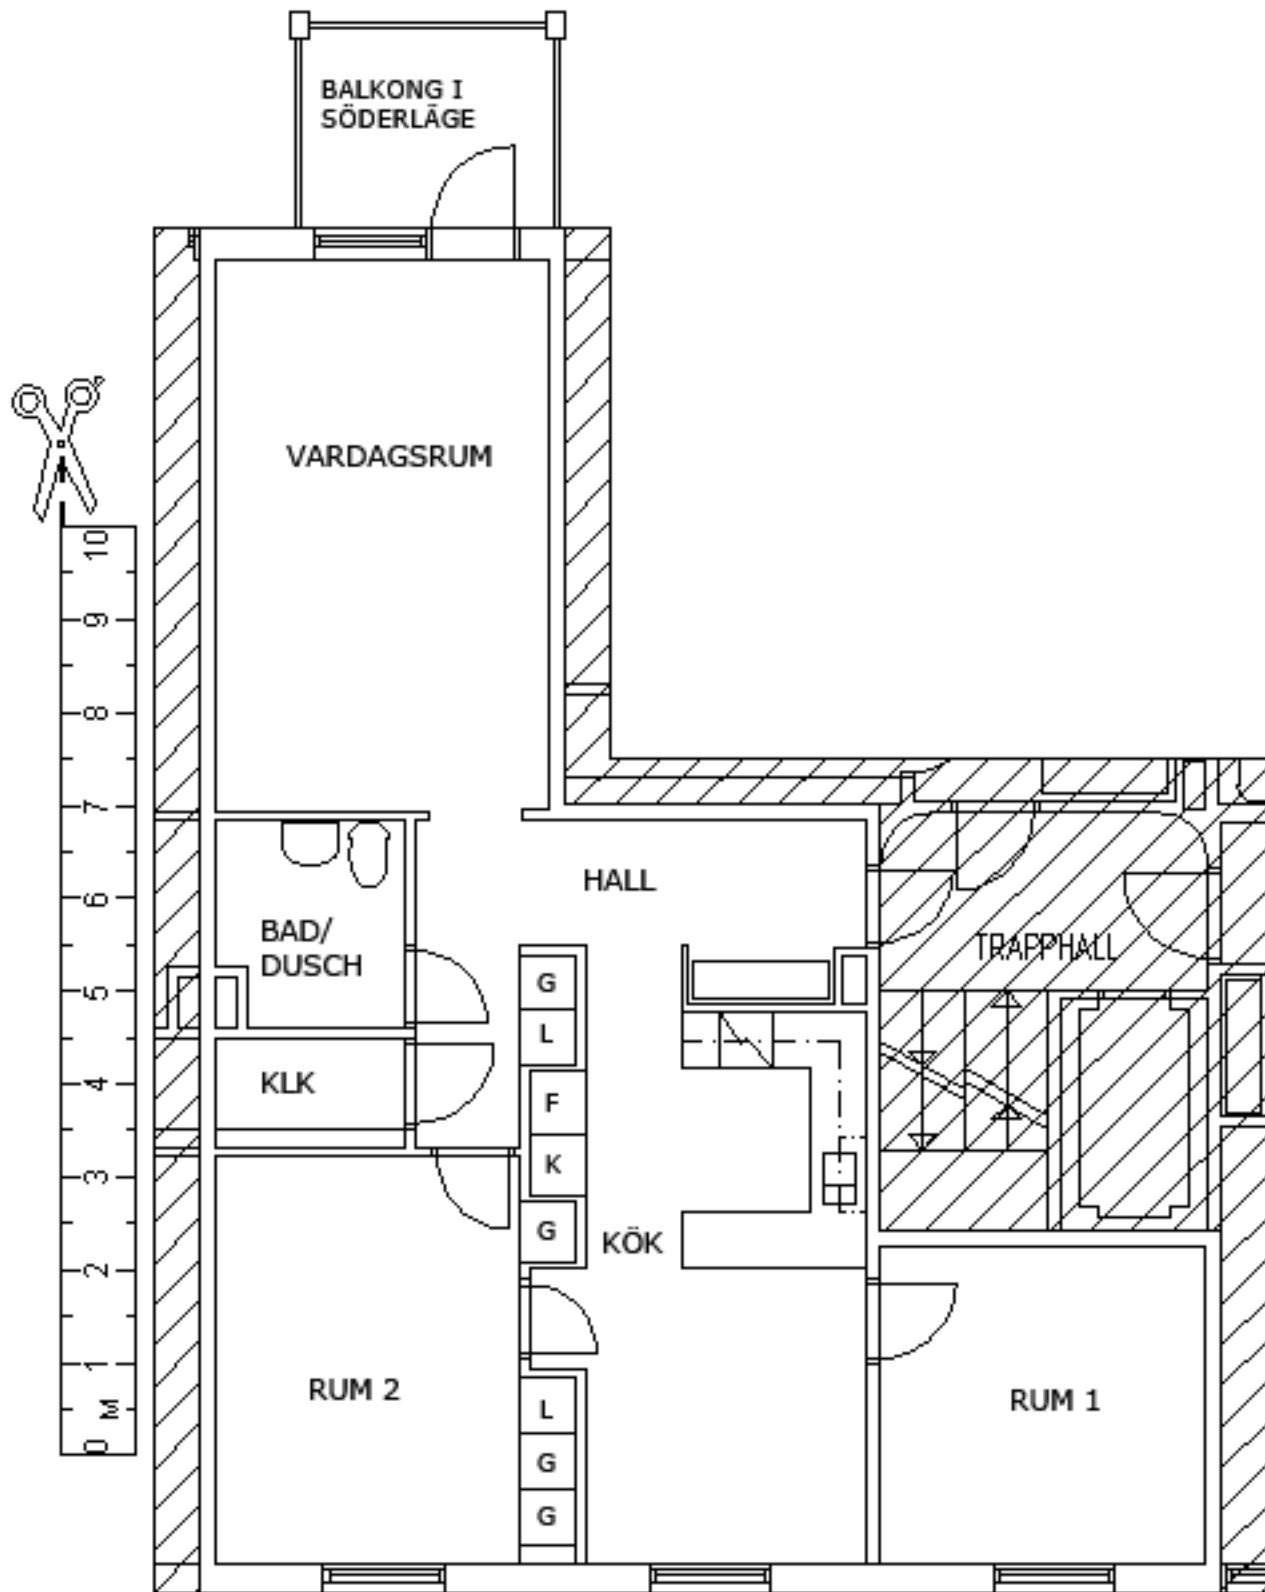 BALKONG I
SÖDERLÄGE
VARDAGSRUM
10
9
8
7
6
5
4
3
2
1
M
0
HALL
BAD/
DUSCH
TRAPPHALL
G
L
KLK
F
K
G
KÖK
RUM 2
L
G
G
RUM 1